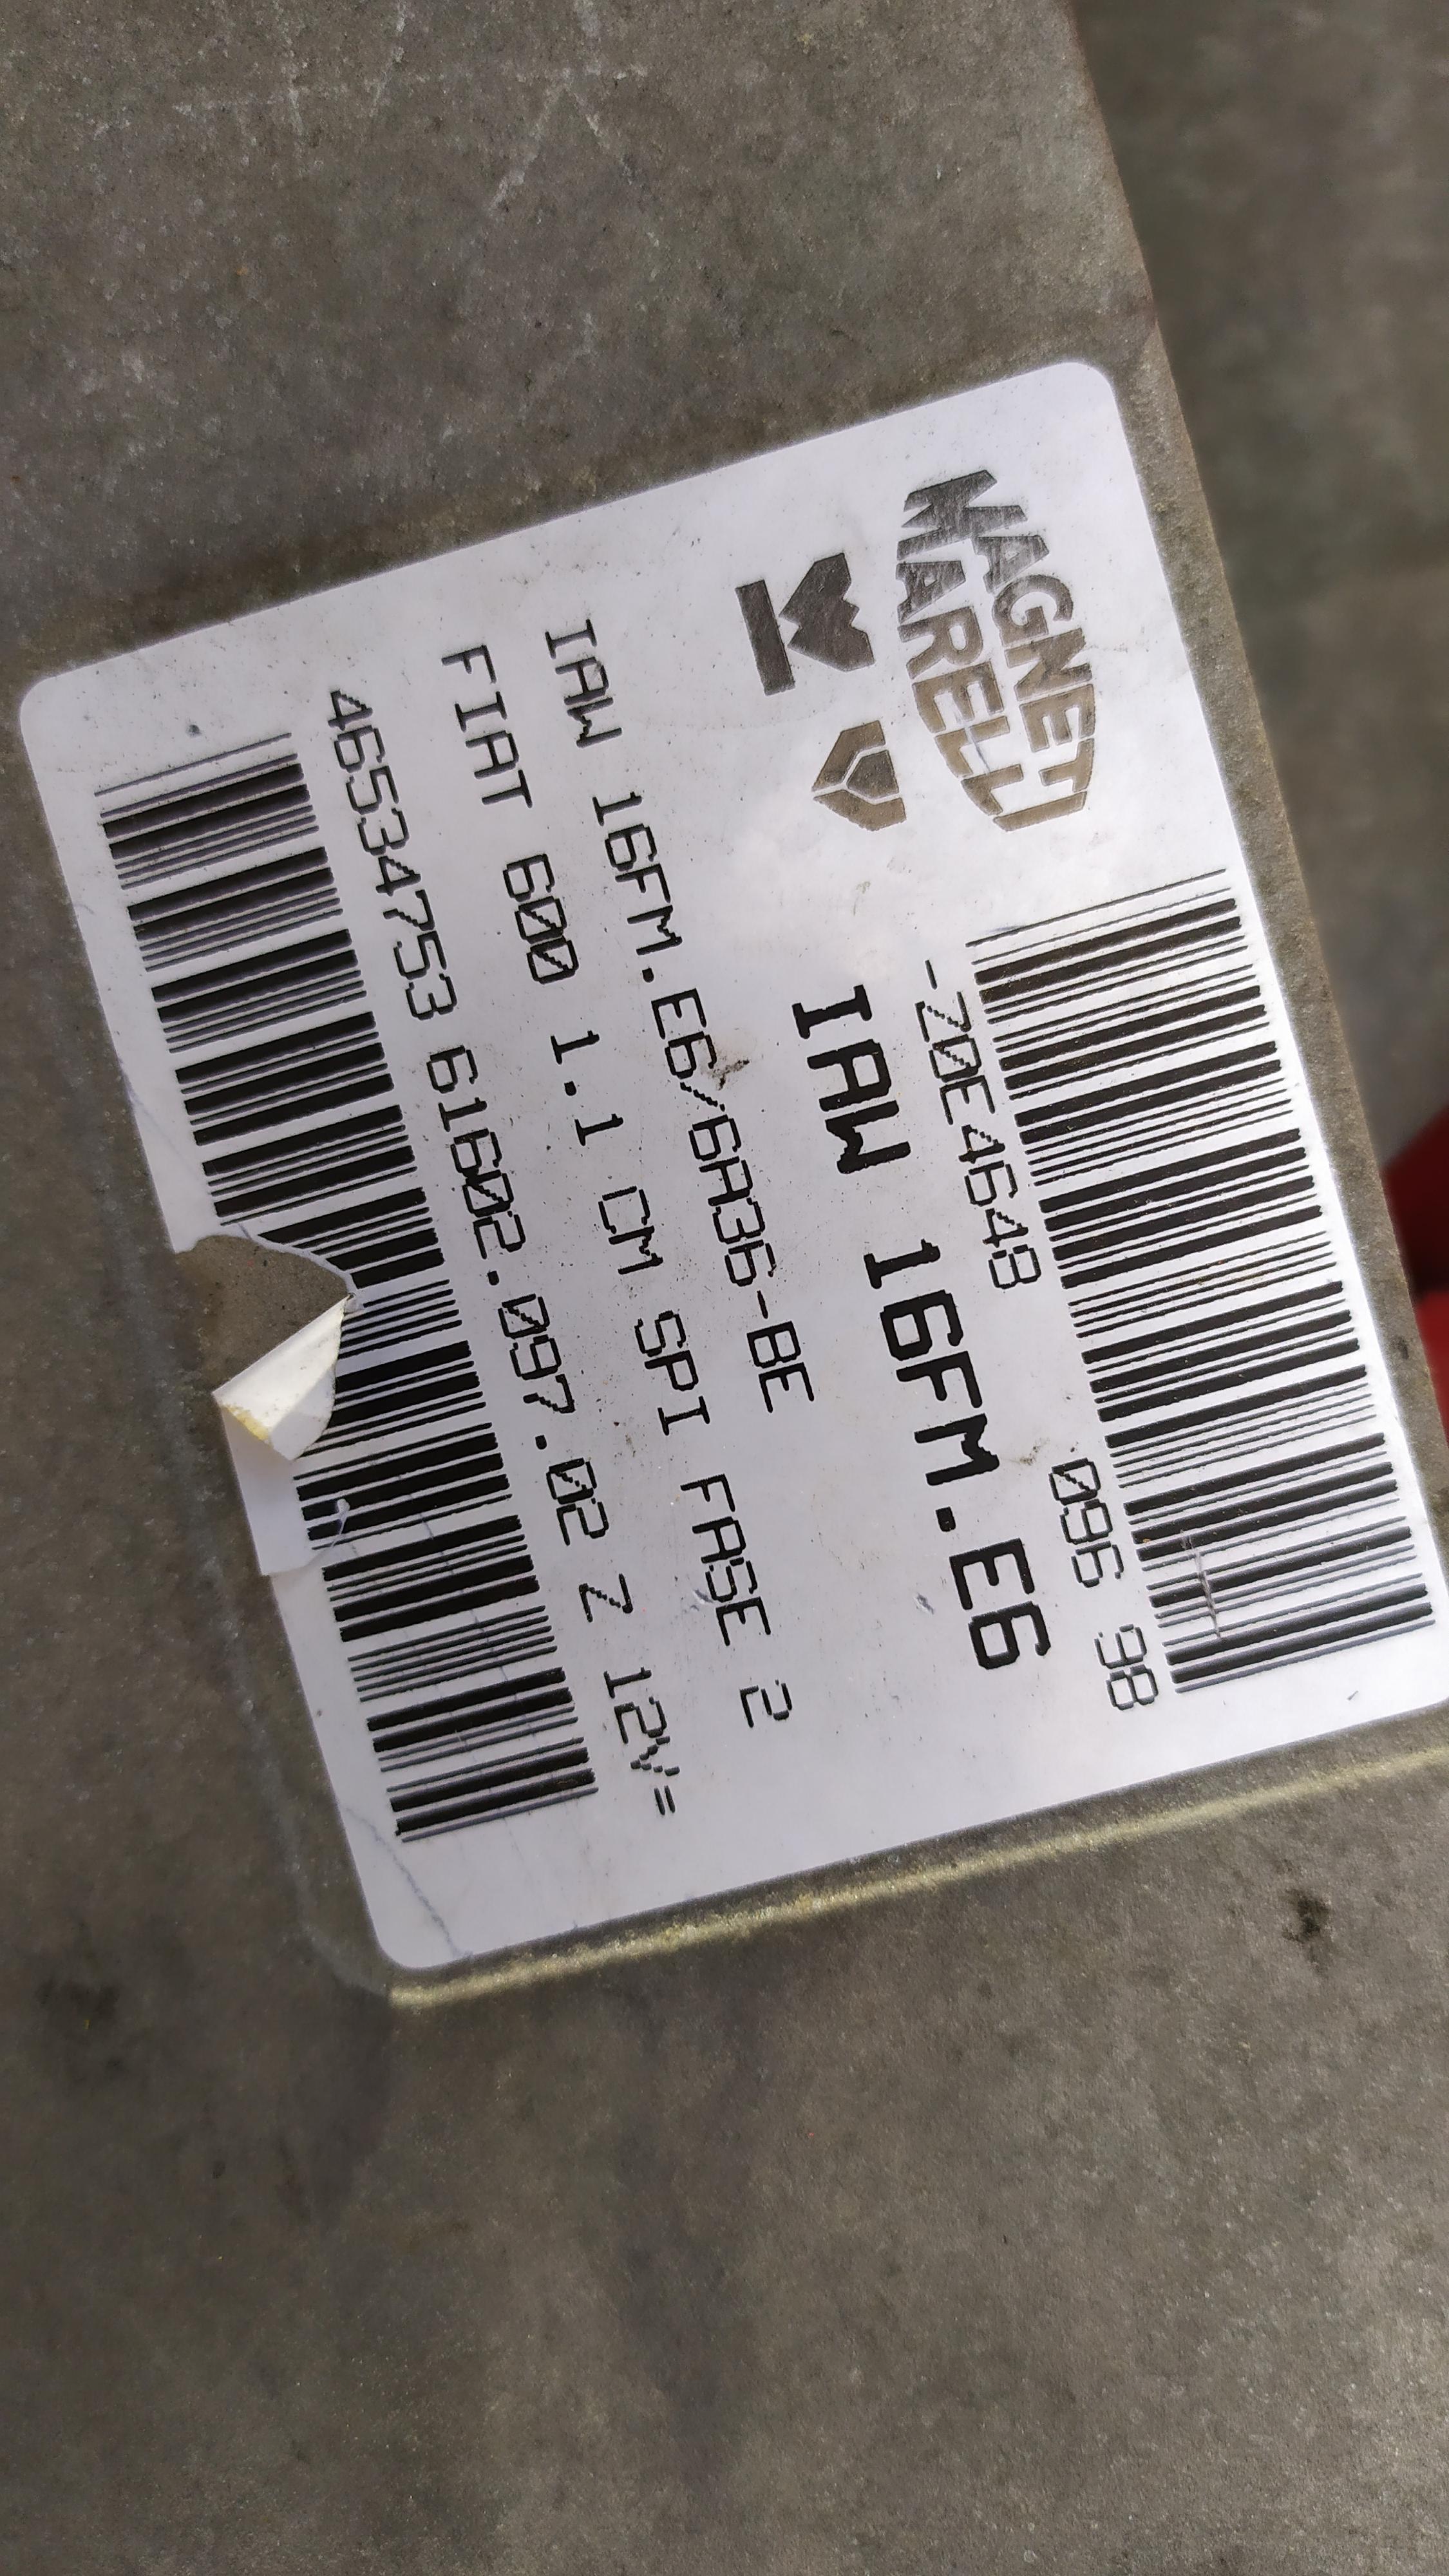 MAGNETI
MARELLI
-ZDE4648 096 98
IAW 16FM.E6
IAW 16FM.E6/6A36-BE
FIAT 600 1.1 CM SPI FASE 2
46534753 61602.097.02 Z 12V=